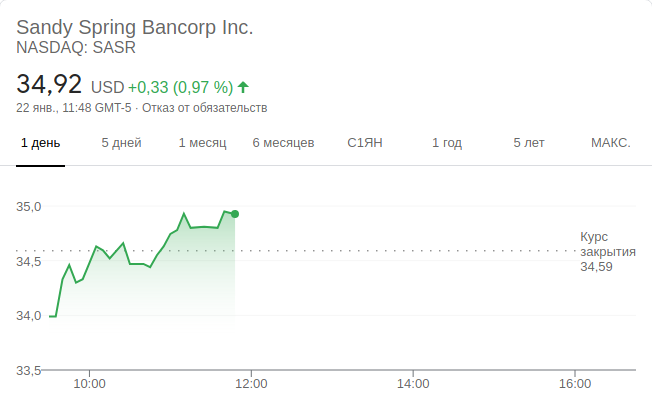 Sandy Spring Bancorp Inc.
NASDAQ: SASR
34,92 USD +0,33 (0,97 %)
22 янв., 11:48 GMT-5 · Отказ от обязательств
1 день 5 дней 1 месяц 6 месяцев С1ЯН 1 год 5 лет МАКС.
35,0
34,5
34,0
33,5
Курс
закрытия
34,59
10:00 12:00 14:00 16:00